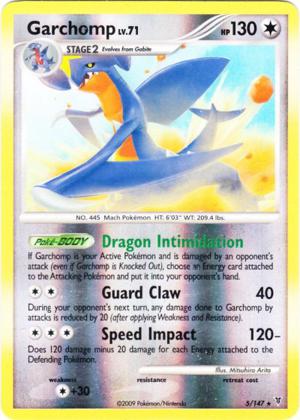 Garchomp LV.71 HP 130
STAGE 2 Evolves from Gabite
NO. 445 Mach Pokémon HT: 6'03" WT: 209.4 lbs.
Poké-BODY Dragon Intimidation
If Garchomp is your Active Pokémon and is damaged by an opponent's
attack (even if Garchomp is Knocked Out), choose an Energy card attached
to the Attacking Pokémon and put it into your opponent's hand.
Guard Claw 40
During your opponent's next turn, any damage done to Garchomp by
attacks is reduced by 20 (after applying Weakness and Resistance).
Speed Impact 120-
Does 120 damage minus 20 damage for each Energy attached to
the Defending Pokémon.
Illus. Mitsuhiro Arita
weakness resistance retreat cost
+30
©2009 Pokémon/Nintendo 5/147 ★